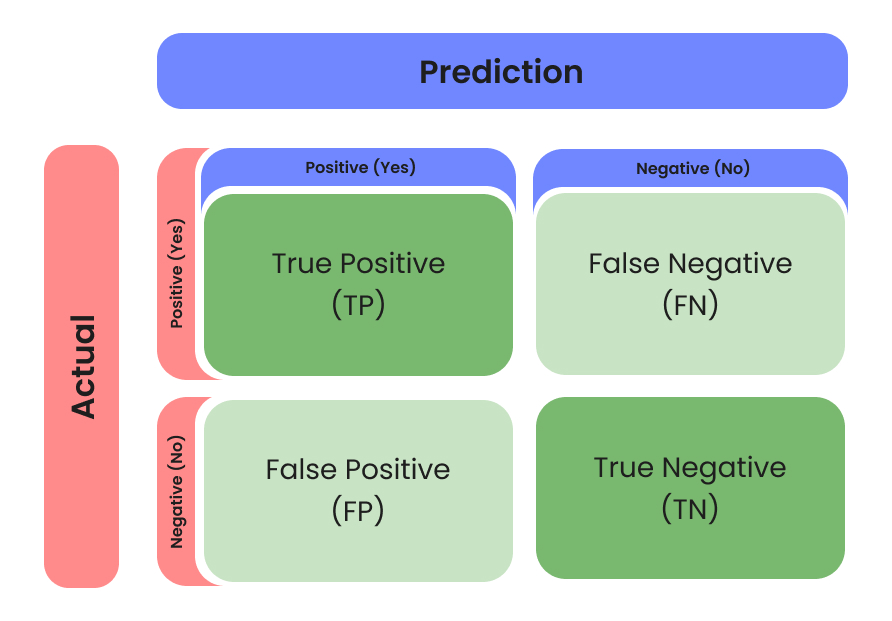 Prediction
Actual
Positive (Yes)
Negative (No)
Positive (Yes)
True Positive
(TP)
False Negative
(FN)
Negative (No)
False Positive
(FP)
True Negative
(TN)